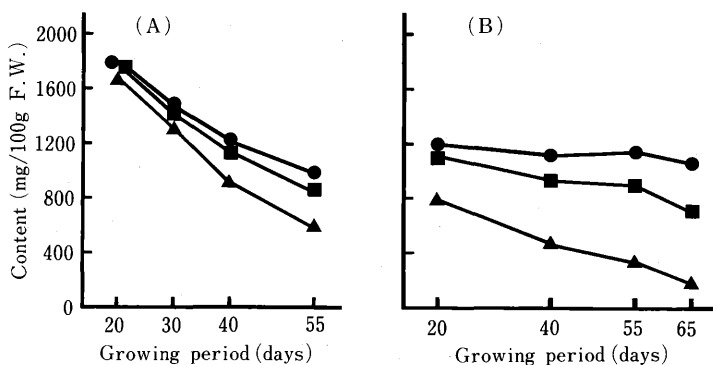 (A)
2000
1600
1200
800
400
0
Content (mg/100g F.W.)
20 30 40 55
Growing period (days)
(B)
20 40 55 65
Growing period (days)